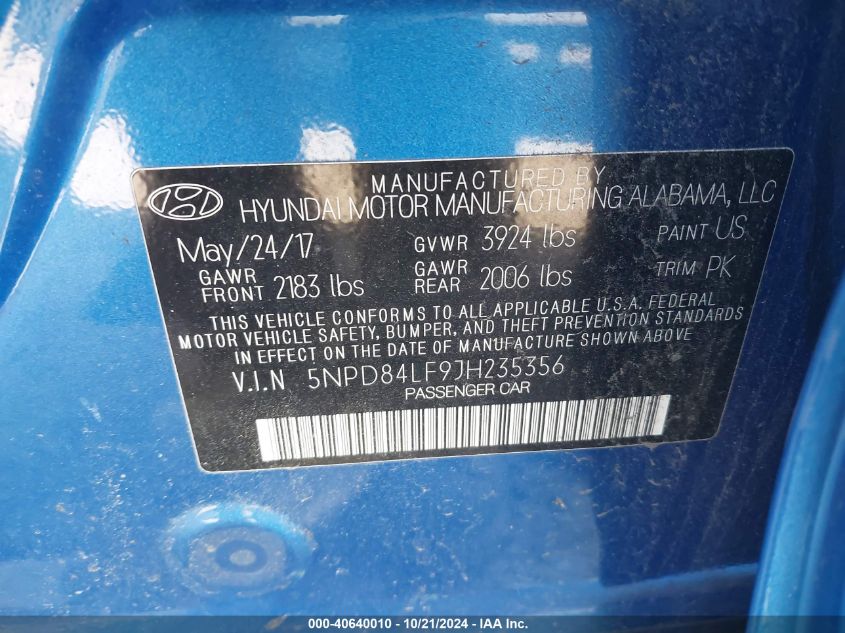 MANUFACTURED BY
HYUNDAI MOTOR MANUFACTURING ALABAMA, LLC
May/24/17 GVWR 3924 lbs PAINT US
GAWR FRONT 2183 lbs GAWR REAR 2006 lbs TRIM PK
THIS VEHICLE CONFORMS TO ALL APPLICABLE U.S.A. FEDERAL
MOTOR VEHICLE SAFETY, BUMPER, AND THEFT PREVENTION STANDARDS
IN EFFECT ON THE DATE OF MANUFACTURE SHOWN ABOVE
V.I.N 5NPD84LF9JH235356
PASSENGER CAR
000-40640010 - 10/21/2024 - IAA Inc.